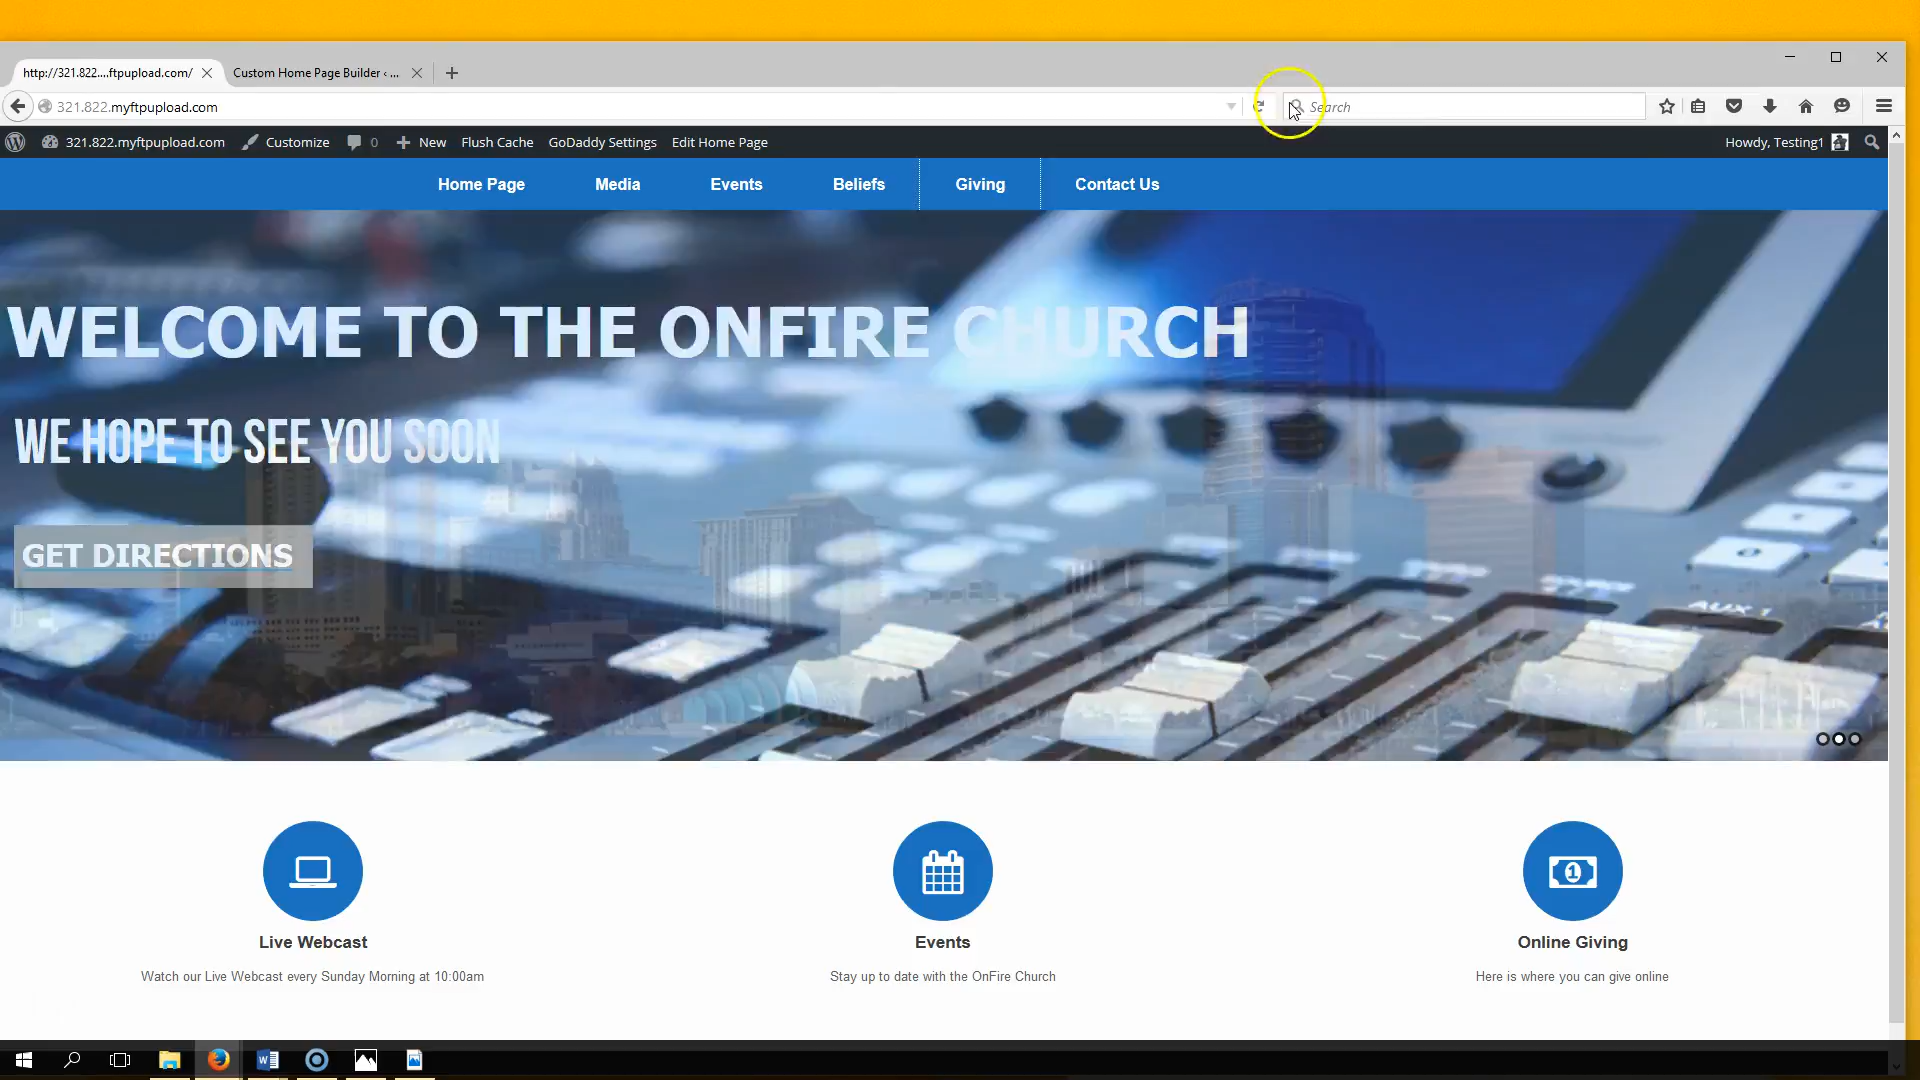 http://321.822....ftpupload.com/
Custom Home Page Builder ‹ ...
321.822.myftpupload.com
Search
321.822.myftpupload.com
Customize
0
New
Flush Cache
GoDaddy Settings
Edit Home Page
Howdy, Testing1
Home Page
Media
Events
Beliefs
Giving
Contact Us
WELCOME TO THE ONFIRE CHURCH
WE HOPE TO SEE YOU SOON
GET DIRECTIONS
AUX 1
1
Live Webcast
Events
Online Giving
Watch our Live Webcast every Sunday Morning at 10:00am
Stay up to date with the OnFire Church
Here is where you can give online